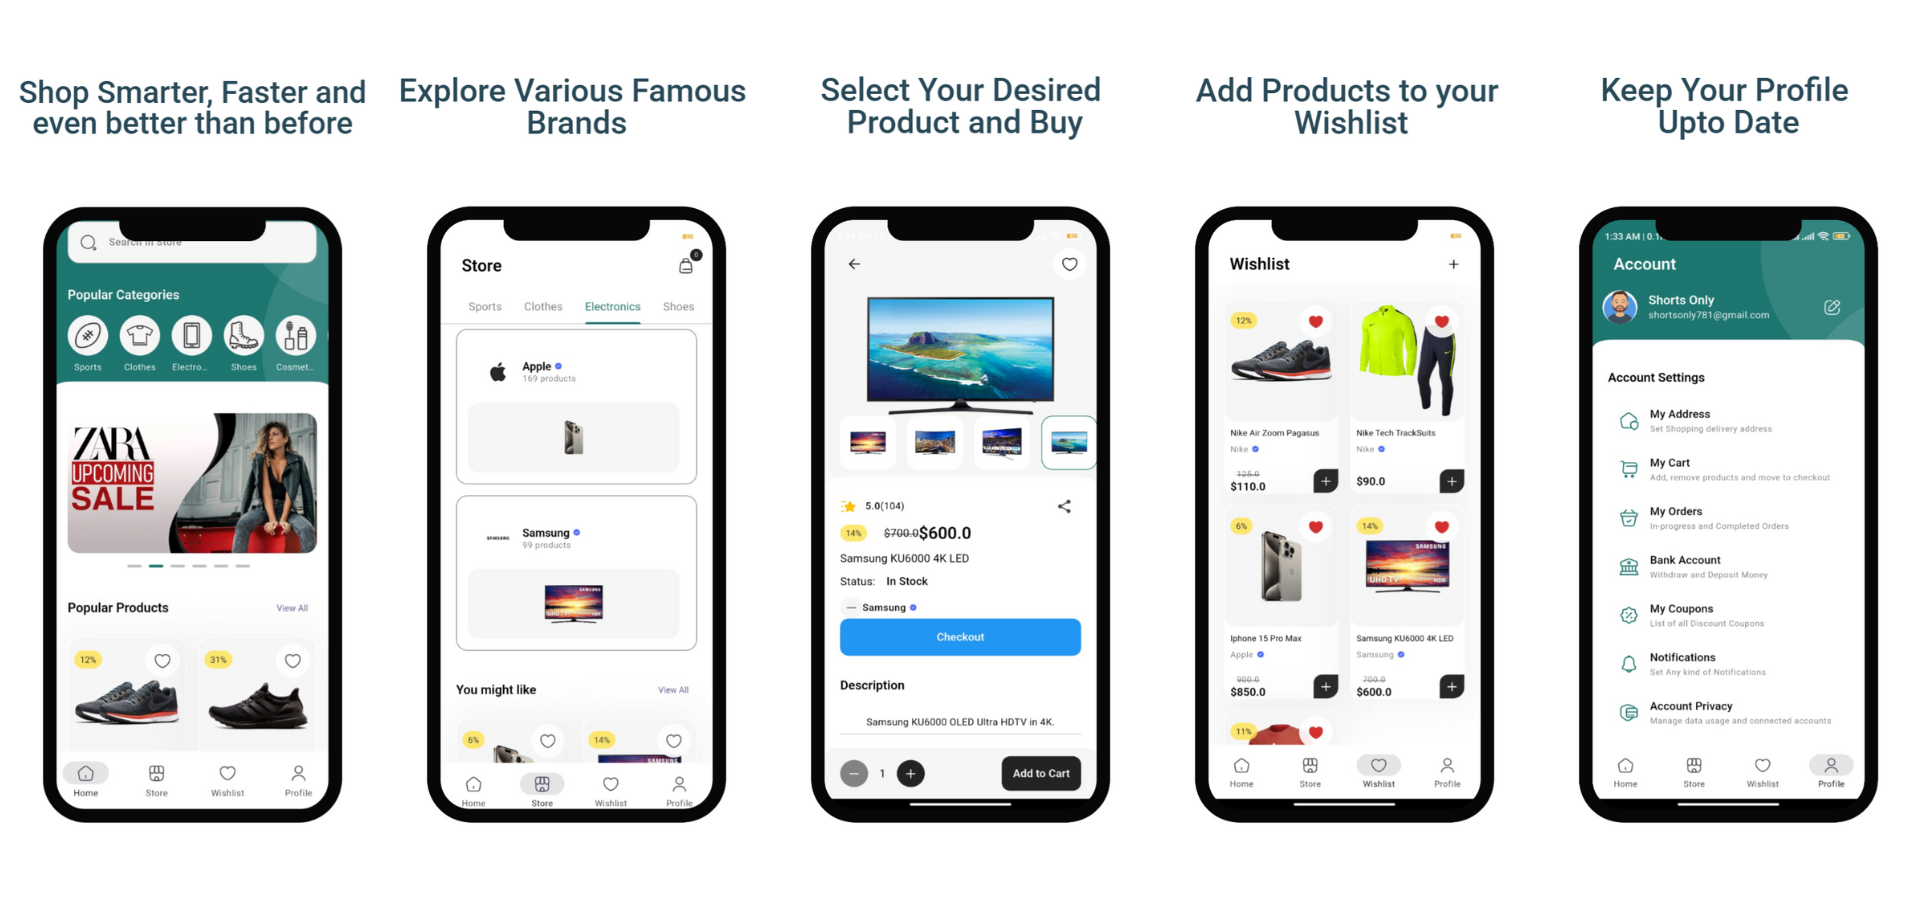 Shop Smarter, Faster and
even better than before
Search in Store
Popular Categories
Sports
Clothes
Electro...
Shoes
Cosmet...
ZARA
UPCOMING
SALE
Popular Products
View All
12%
31%
Home
Store
Wishlist
Profile
Explore Various Famous
Brands
Store
0
Sports
Clothes
Electronics
Shoes
Apple
169 products
SAMSUNG
Samsung
99 products
SAMSUNG
UHD TV
You might like
View All
6%
14%
SAMSUNG
Home
Store
Wishlist
Profile
Select Your Desired
Product and Buy
5.0(104)
14%
$700.0$600.0
Samsung KU6000 4K LED
Status: In Stock
Samsung
Checkout
Description
Samsung KU6000 OLED Ultra HDTV in 4K.
1
Add to Cart
Add Products to your
Wishlist
Wishlist
12%
Nike Air Zoom Pagasus
Nike
125.0
$110.0
Nike Tech TrackSuits
Nike
$90.0
6%
Iphone 15 Pro Max
Apple
900.0
$850.0
14%
SAMSUNG
UHD TV
Samsung KU6000 4K LED
Samsung
700.0
$600.0
11%
Home
Store
Wishlist
Profile
Keep Your Profile
Upto Date
1:33 AM | 0.1
Account
Shorts Only
shortsonly781@gmail.com
Account Settings
My Address
Set Shopping delivery address
My Cart
Add, remove products and move to checkout
My Orders
In-progress and Completed Orders
Bank Account
Withdraw and Deposit Money
My Coupons
List of all Discount Coupons
Notifications
Set Any kind of Notifications
Account Privacy
Manage data usage and connected accounts
Home
Store
Wishlist
Profile